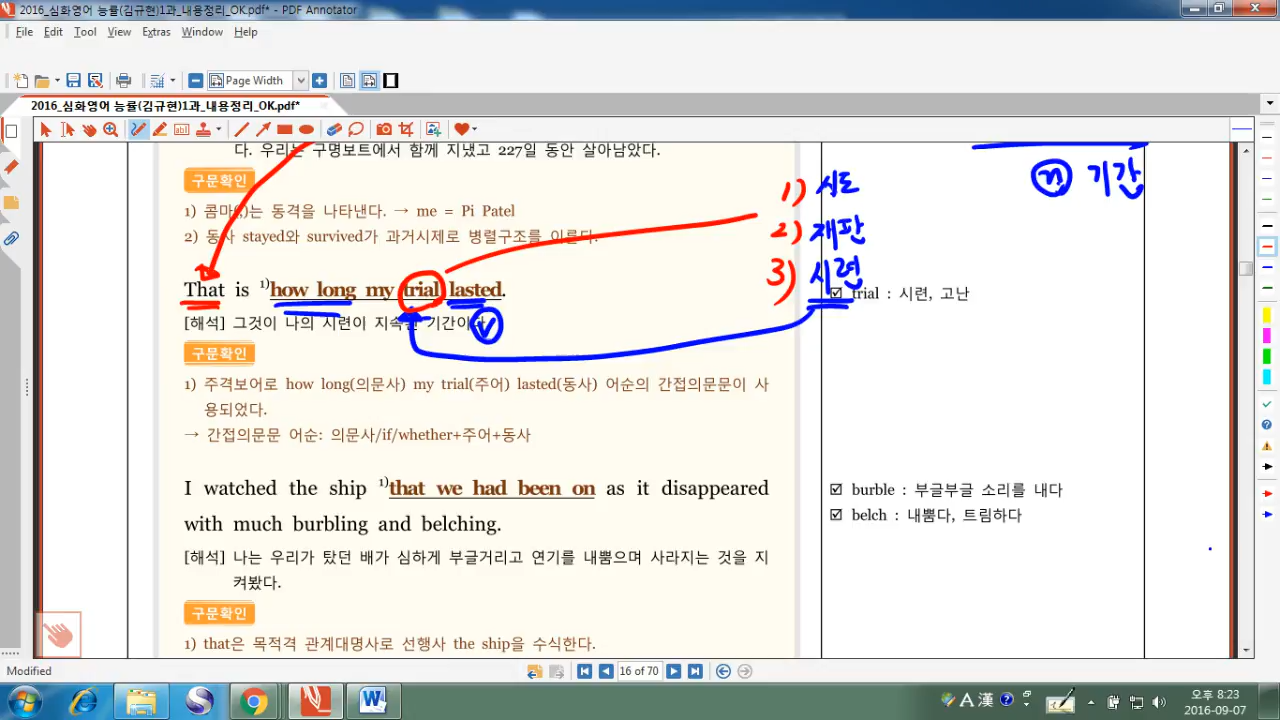 2016_심화영어 능률(김규현)1과_내용정리_OK.pdf* - PDF Annotator
File Edit Tool View Extras Window Help
Page Width
2016_심화영어 능률(김규현)1과_내용정리_OK.pdf*
다. 우리는 구명보트에서 함께 지냈고 227일 동안 살아남았다.
구문확인
1) 콤마(,)는 동격을 나타낸다. → me = Pi Patel
2) 동사 stayed와 survived가 과거시제로 병렬구조를 이룬다.
1) 시도
2) 재판
3) 시련
n 기간
That is 1)how long my trial lasted.
☑ trial : 시련, 고난
[해석] 그것이 나의 시련이 지속된 기간이다.
V
구문확인
1) 주격보어로 how long(의문사) my trial(주어) lasted(동사) 어순의 간접의문문이 사
용되었다.
→ 간접의문문 어순: 의문사/if/whether+주어+동사
I watched the ship 1)that we had been on as it disappeared
with much burbling and belching.
☑ burble : 부글부글 소리를 내다
☑ belch : 내뿜다, 트림하다
[해석] 나는 우리가 탔던 배가 심하게 부글거리고 연기를 내뿜으며 사라지는 것을 지
켜봤다.
구문확인
1) that은 목적격 관계대명사로 선행사 the ship을 수식한다.
Modified
16 of 70
A 漢
오후 8:23
2016-09-07